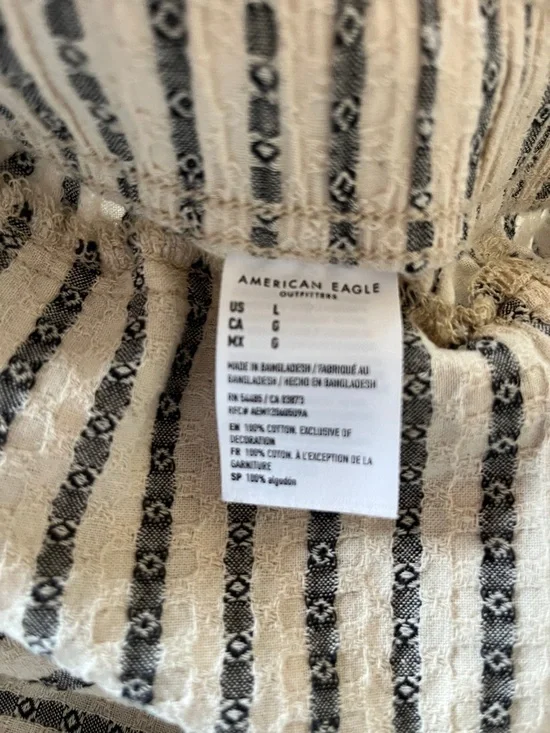 AMERICAN EAGLE
OUTFITTERS
US L
CA G
MX G
MADE IN BANGLADESH / FABRIQUÉ AU
BANGLADESH / HECHO EN BANGLADESH
RN 54485 / CA 03873
EN 100% COTTON. EXCLUSIVE OF
DECORATION
FR 100% COTON. À L'EXCEPTION DE LA
GARNITURE
SP 100% algodón